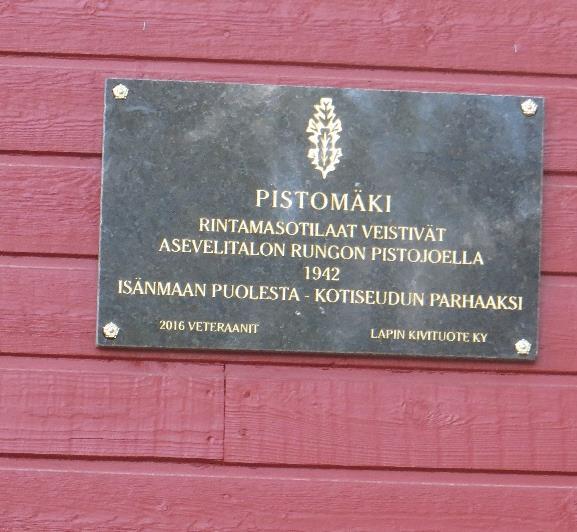 PISTOMÄKI
RINTAMASOTILAAT VEISTIVÄT
ASEVELITALON RUNGON PISTOJOELLA
1942
ISÄNMAAN PUOLESTA - KOTISEUDUN PARHAAKSI
2016 VETERAANIT LAPIN KIVITUOTE KY